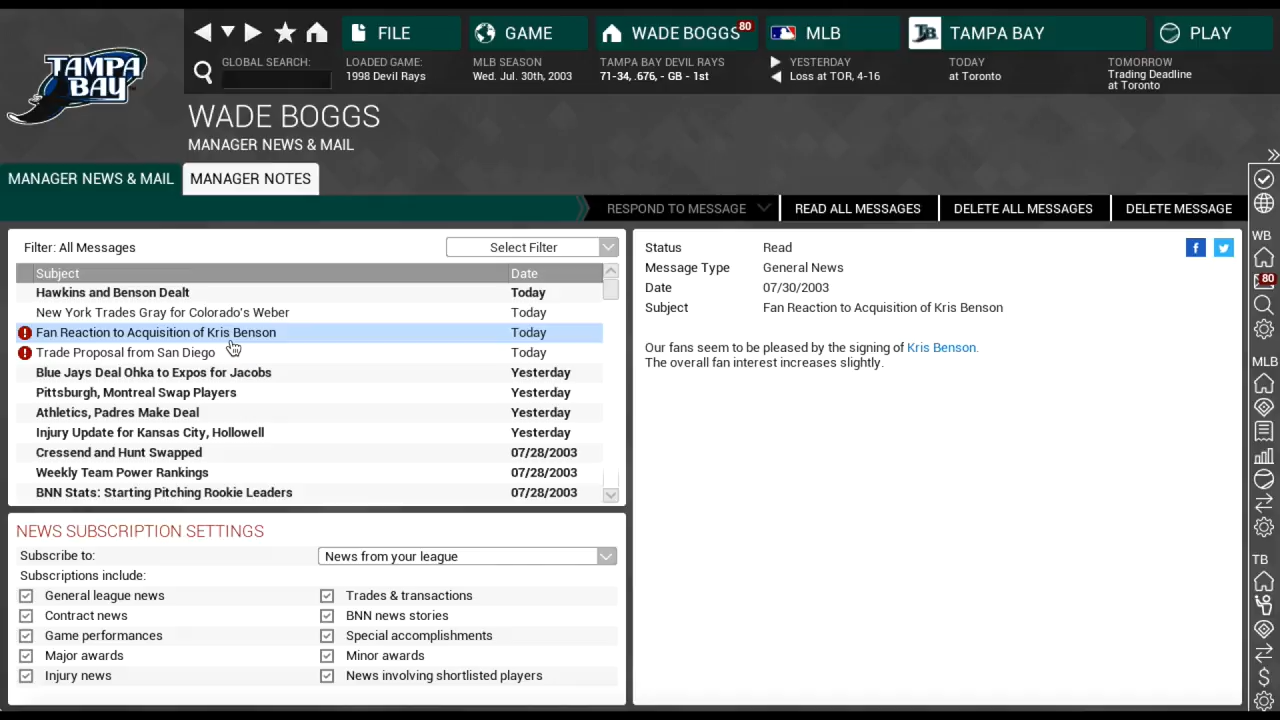 TAMPA BAY
FILE
GAME
WADE BOGGS 80
MLB
TAMPA BAY
PLAY
GLOBAL SEARCH:
LOADED GAME:
1998 Devil Rays
MLB SEASON
Wed. Jul. 30th, 2003
TAMPA BAY DEVIL RAYS
71-34, .676, - GB - 1st
YESTERDAY
Loss at TOR, 4-16
TODAY
at Toronto
TOMORROW
Trading Deadline
at Toronto
WADE BOGGS
MANAGER NEWS & MAIL
MANAGER NEWS & MAIL
MANAGER NOTES
RESPOND TO MESSAGE
READ ALL MESSAGES
DELETE ALL MESSAGES
DELETE MESSAGE
Filter: All Messages
Select Filter
Subject Date
Hawkins and Benson Dealt Today
New York Trades Gray for Colorado's Weber Today
Fan Reaction to Acquisition of Kris Benson Today
Trade Proposal from San Diego Today
Blue Jays Deal Ohka to Expos for Jacobs Yesterday
Pittsburgh, Montreal Swap Players Yesterday
Athletics, Padres Make Deal Yesterday
Injury Update for Kansas City, Hollowell Yesterday
Cressend and Hunt Swapped 07/28/2003
Weekly Team Power Rankings 07/28/2003
BNN Stats: Starting Pitching Rookie Leaders 07/28/2003
NEWS SUBSCRIPTION SETTINGS
Subscribe to: News from your league
Subscriptions include:
General league news Trades & transactions
Contract news BNN news stories
Game performances Special accomplishments
Major awards Minor awards
Injury news News involving shortlisted players
Status Read
Message Type General News
Date 07/30/2003
Subject Fan Reaction to Acquisition of Kris Benson
Our fans seem to be pleased by the signing of Kris Benson.
The overall fan interest increases slightly.
WB
80
MLB
TB